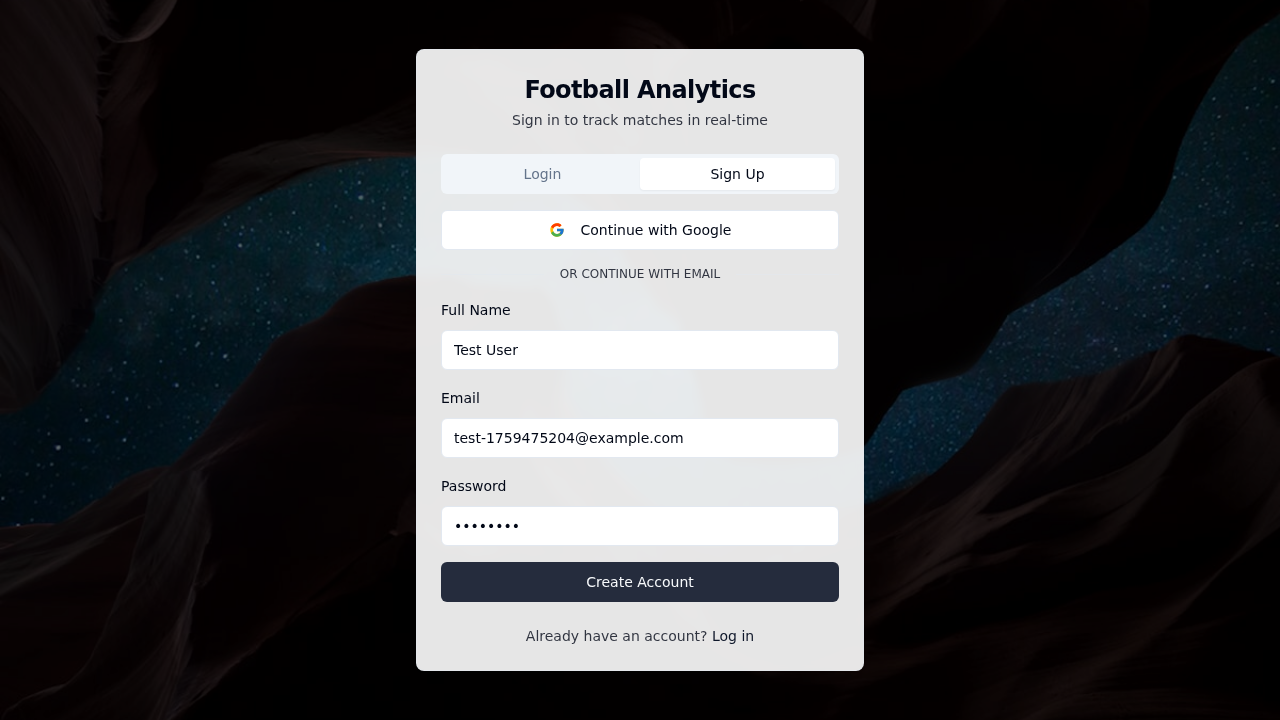 Football Analytics
Sign in to track matches in real-time
Login
Sign Up
Continue with Google
OR CONTINUE WITH EMAIL
Full Name
Test User
Email
test-1759475204@example.com
Password
••••••••
Create Account
Already have an account? Log in